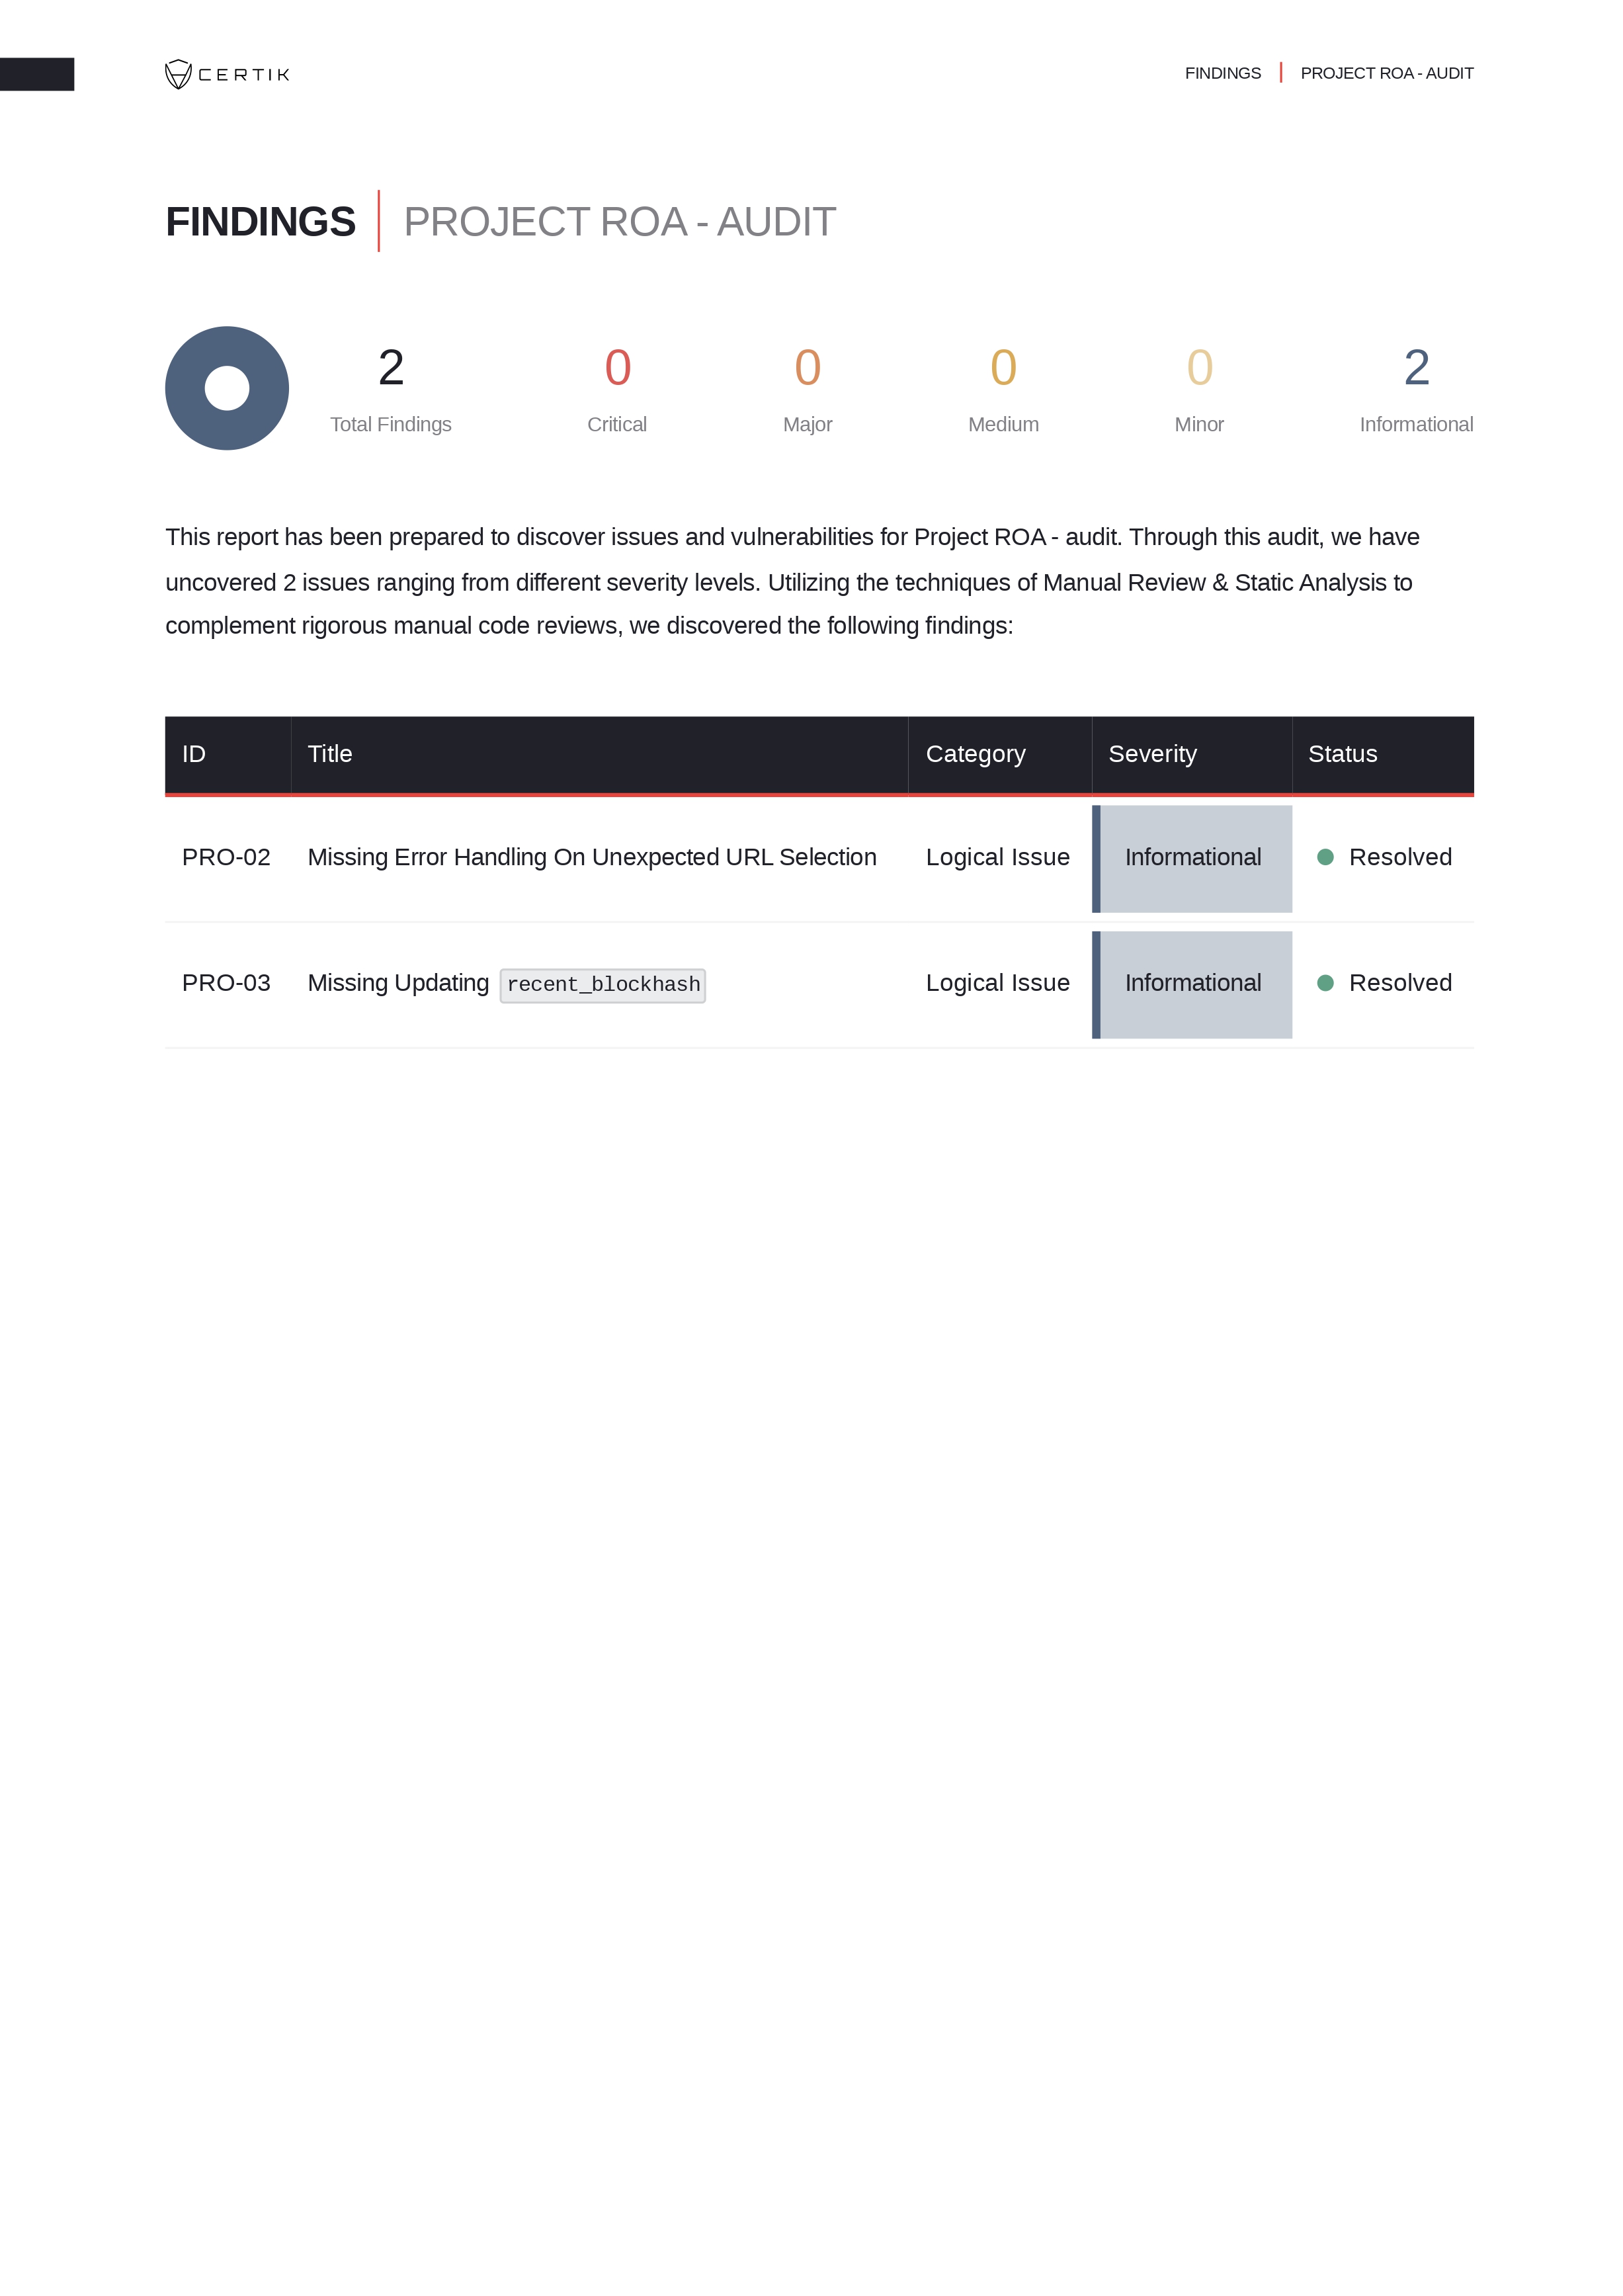 CERTIK
FINDINGS | PROJECT ROA - AUDIT
FINDINGS | PROJECT ROA - AUDIT
2 0 0 0 0 2
Total Findings Critical Major Medium Minor Informational
This report has been prepared to discover issues and vulnerabilities for Project ROA - audit. Through this audit, we have
uncovered 2 issues ranging from different severity levels. Utilizing the techniques of Manual Review & Static Analysis to
complement rigorous manual code reviews, we discovered the following findings:
ID Title Category Severity Status
PRO-02 Missing Error Handling On Unexpected URL Selection Logical Issue Informational Resolved
PRO-03 Missing Updating recent_blockhash Logical Issue Informational Resolved